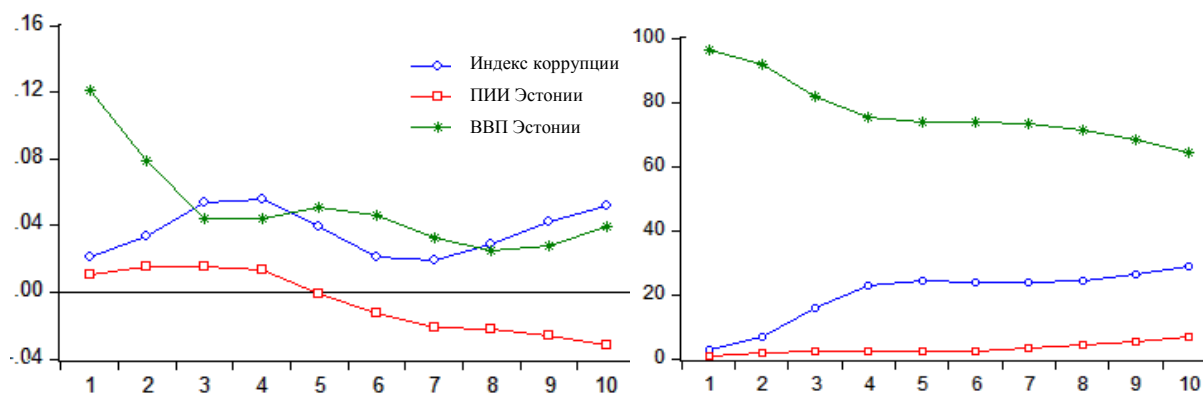 .16
.12
.08
.04
.00
-.04
1 2 3 4 5 6 7 8 9 10
Индекс коррупции
ПИИ Эстонии
ВВП Эстонии
100
80
60
40
20
0
1 2 3 4 5 6 7 8 9 10